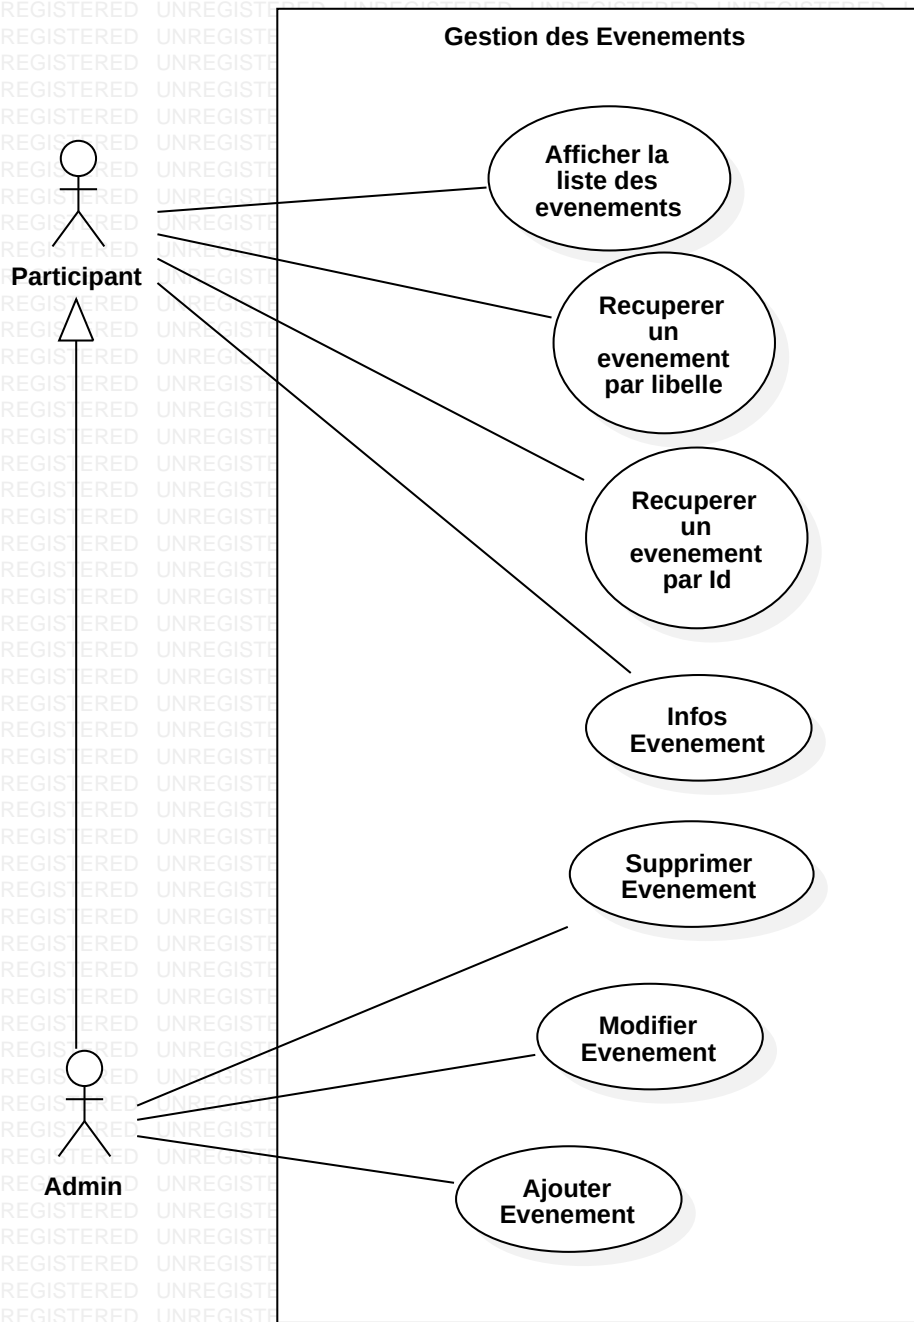 Gestion des Evenements
Afficher la
liste des
evenements
Participant
Recuperer
un
evenement
par libelle
Recuperer
un
evenement
par Id
Infos
Evenement
Supprimer
Evenement
Modifier
Evenement
Admin
Ajouter
Evenement
UNREGISTERED